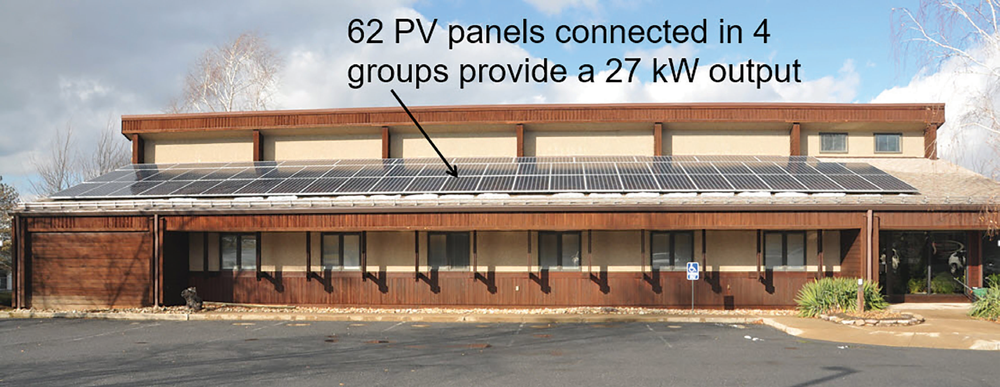 62 PV panels connected in 4
groups provide a 27 kW output